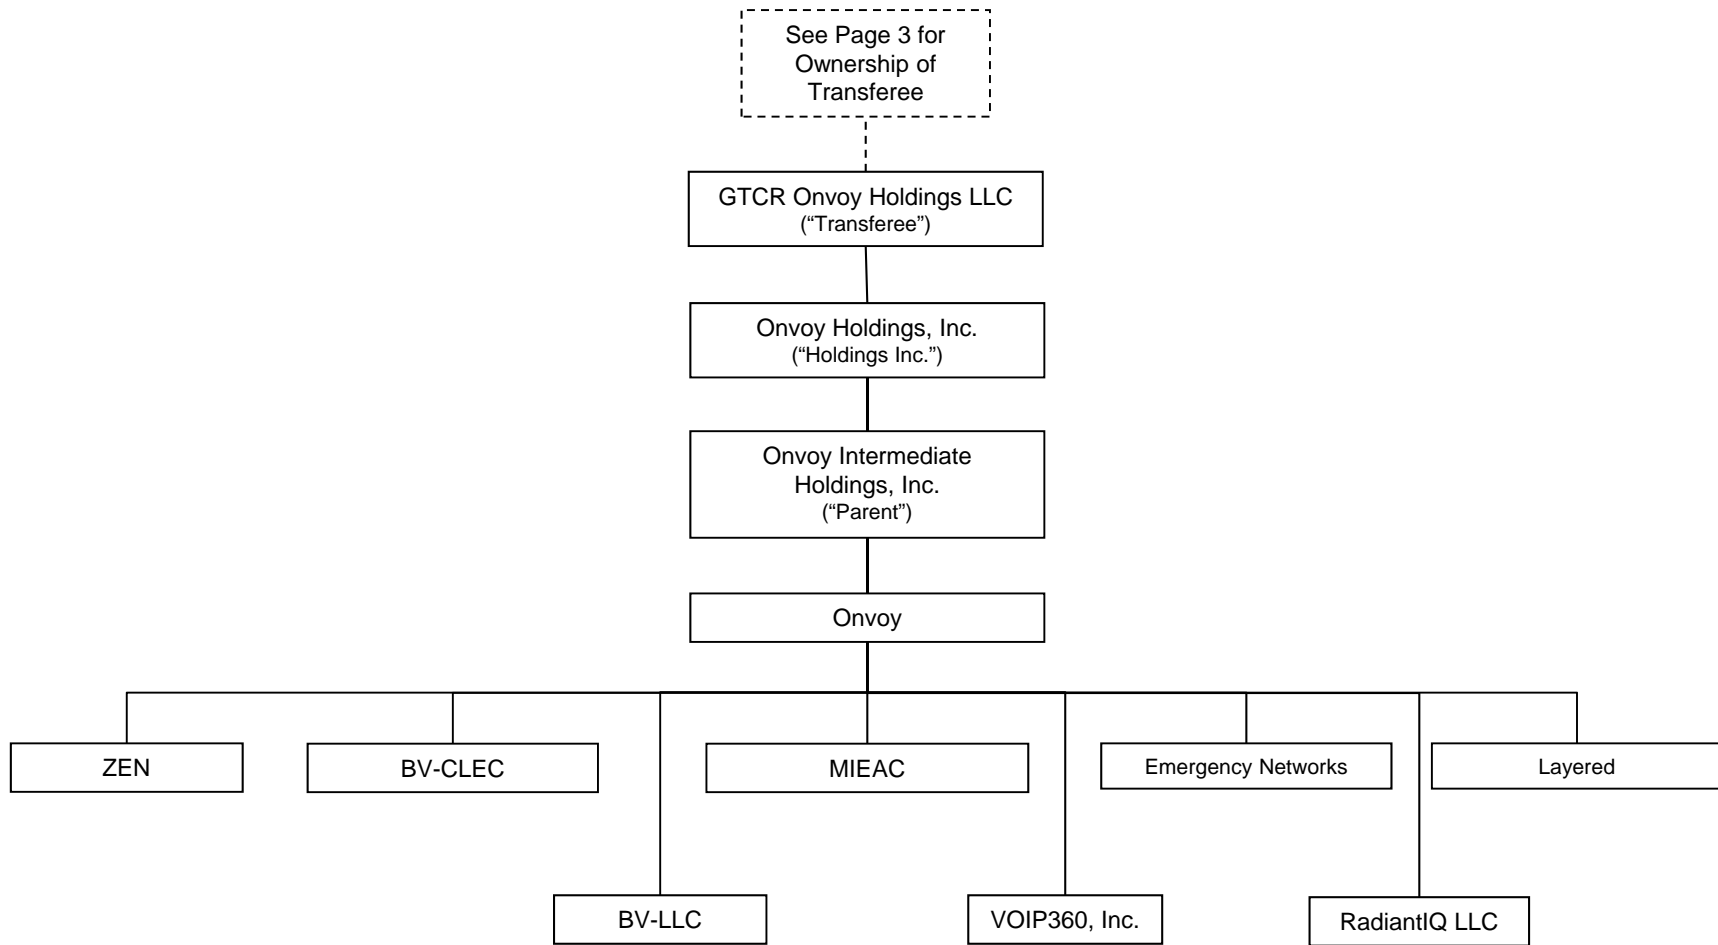 See Page 3 for
Ownership of
Transferee
GTCR Onvoy Holdings LLC
(“Transferee”)
Onvoy Holdings, Inc.
(“Holdings Inc.”)
Onvoy Intermediate
Holdings, Inc.
(“Parent”)
Onvoy
ZEN
BV-CLEC
MIEAC
Emergency Networks
Layered
BV-LLC
VOIP360, Inc.
RadiantIQ LLC